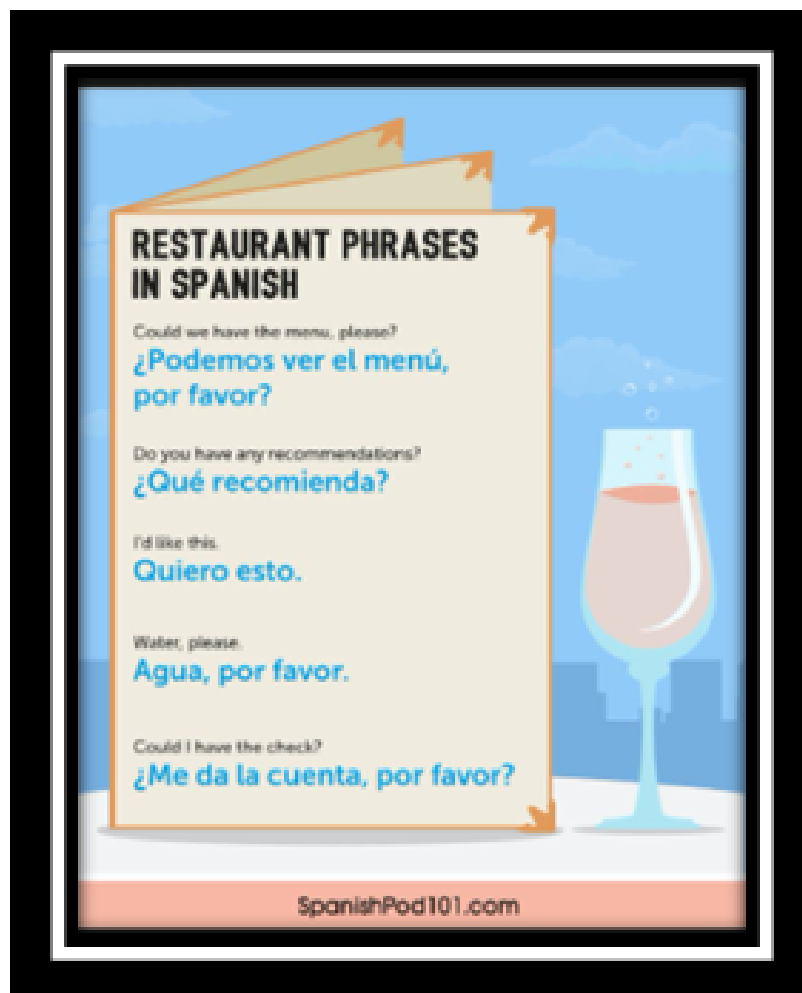 RESTAURANT PHRASES
IN SPANISH
Could we have the menu, please?
¿Podemos ver el menú,
por favor?
Do you have any recommendations?
¿Qué recomienda?
I'd like this.
Quiero esto.
Water, please.
Agua, por favor.
Could I have the check?
¿Me da la cuenta, por favor?
SpanishPod101.com